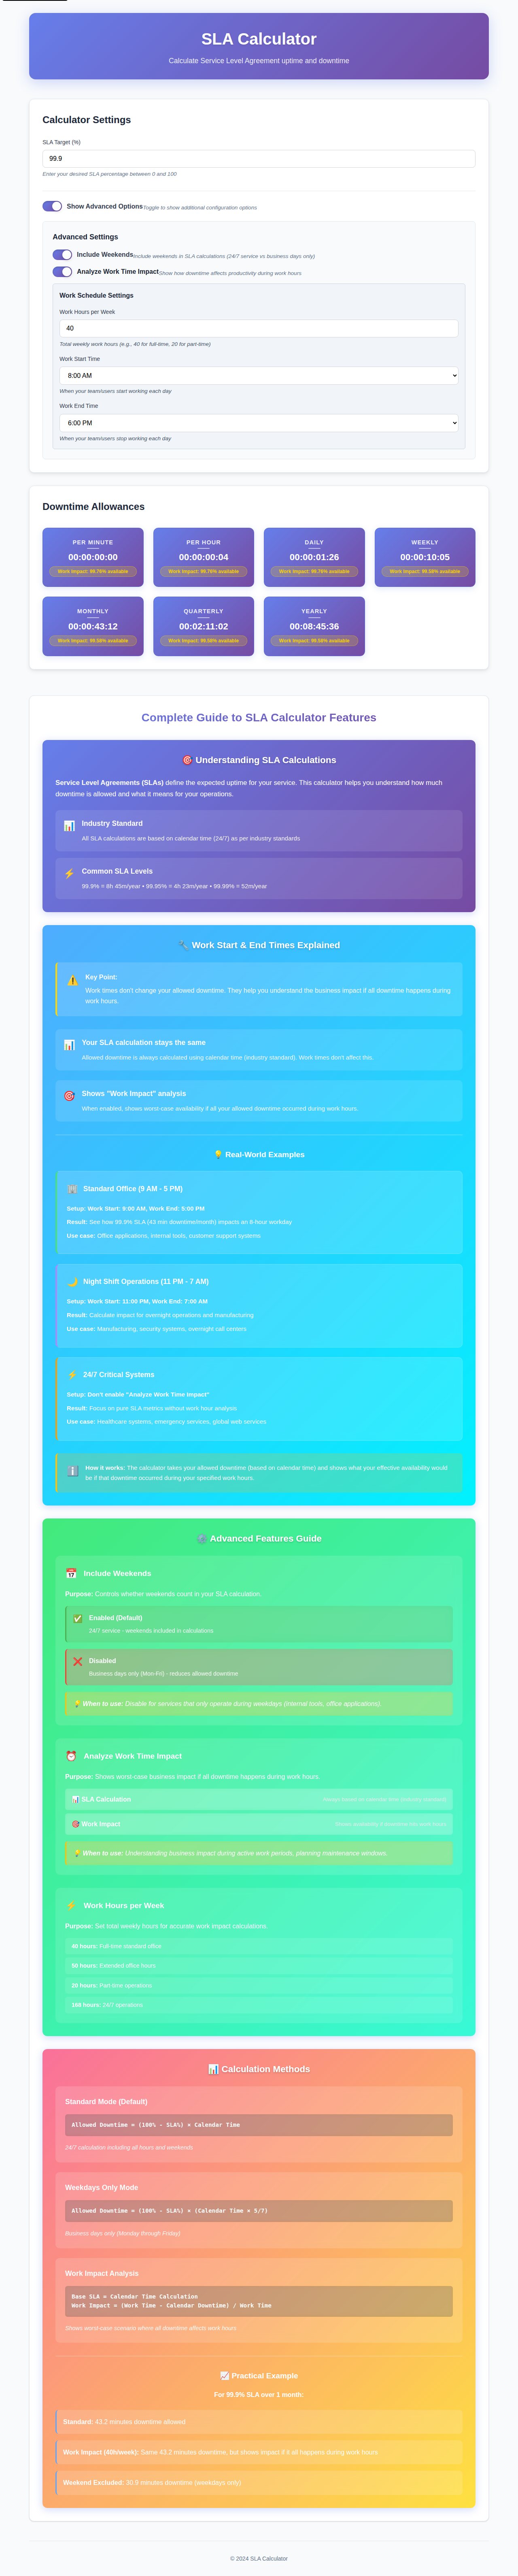 SLA Calculator
Calculate Service Level Agreement uptime and downtime
Calculator Settings
SLA Target (%)
99.9
Enter your desired SLA percentage between 0 and 100
Show Advanced Options Toggle to show additional configuration options
Advanced Settings
Include Weekends Include weekends in SLA calculations (24/7 service vs business days only)
Analyze Work Time Impact Show how downtime affects productivity during work hours
Work Schedule Settings
Work Hours per Week
40
Total weekly work hours (e.g., 40 for full-time, 20 for part-time)
Work Start Time
8:00 AM
When your team/users start working each day
Work End Time
6:00 PM
When your team/users stop working each day
Downtime Allowances
PER MINUTE
00:00:00:00
Work Impact: 99.76% available
PER HOUR
00:00:00:04
Work Impact: 99.76% available
DAILY
00:00:01:26
Work Impact: 99.76% available
WEEKLY
00:00:10:05
Work Impact: 99.58% available
MONTHLY
00:00:43:12
Work Impact: 99.58% available
QUARTERLY
00:02:11:02
Work Impact: 99.58% available
YEARLY
00:08:45:36
Work Impact: 99.58% available
Complete Guide to SLA Calculator Features
🎯 Understanding SLA Calculations
Service Level Agreements (SLAs) define the expected uptime for your service. This calculator helps you understand how much
downtime is allowed and what it means for your operations.
📊 Industry Standard
All SLA calculations are based on calendar time (24/7) as per industry standards
⚡ Common SLA Levels
99.9% = 8h 45m/year • 99.95% = 4h 23m/year • 99.99% = 52m/year
🔧 Work Start & End Times Explained
⚠️ Key Point:
Work times don't change your allowed downtime. They help you understand the business impact if all downtime happens during
work hours.
📊 Your SLA calculation stays the same
Allowed downtime is always calculated using calendar time (industry standard). Work times don't affect this.
🎯 Shows "Work Impact" analysis
When enabled, shows worst-case availability if all your allowed downtime occurred during work hours.
💡 Real-World Examples
🏢 Standard Office (9 AM - 5 PM)
Setup: Work Start: 9:00 AM, Work End: 5:00 PM
Result: See how 99.9% SLA (43 min downtime/month) impacts an 8-hour workday
Use case: Office applications, internal tools, customer support systems
🌙 Night Shift Operations (11 PM - 7 AM)
Setup: Work Start: 11:00 PM, Work End: 7:00 AM
Result: Calculate impact for overnight operations and manufacturing
Use case: Manufacturing, security systems, overnight call centers
⚡ 24/7 Critical Systems
Setup: Don't enable "Analyze Work Time Impact"
Result: Focus on pure SLA metrics without work hour analysis
Use case: Healthcare systems, emergency services, global web services
ℹ️ How it works: The calculator takes your allowed downtime (based on calendar time) and shows what your effective availability would
be if that downtime occurred during your specified work hours.
⚙️ Advanced Features Guide
📅 Include Weekends
Purpose: Controls whether weekends count in your SLA calculation.
✅ Enabled (Default)
24/7 service - weekends included in calculations
❌ Disabled
Business days only (Mon-Fri) - reduces allowed downtime
💡 When to use: Disable for services that only operate during weekdays (internal tools, office applications).
⏰ Analyze Work Time Impact
Purpose: Shows worst-case business impact if all downtime happens during work hours.
📊 SLA Calculation
🎯 Work Impact
💡 When to use: Understanding business impact during active work periods, planning maintenance windows.
⚡ Work Hours per Week
Purpose: Set total weekly hours for accurate work impact calculations.
40 hours: Full-time standard office
50 hours: Extended office hours
20 hours: Part-time operations
168 hours: 24/7 operations
📊 Calculation Methods
Standard Mode (Default)
Allowed Downtime = (100% - SLA%) × Calendar Time
24/7 calculation including all hours and weekends
Weekdays Only Mode
Allowed Downtime = (100% - SLA%) × (Calendar Time × 5/7)
Business days only (Monday through Friday)
Work Impact Analysis
Base SLA = Calendar Time Calculation
Work Impact = (Work Time - Calendar Downtime) / Work Time
Shows worst-case scenario where all downtime affects work hours
📈 Practical Example
For 99.9% SLA over 1 month:
Standard: 43.2 minutes downtime allowed
Work Impact (40h/week): Same 43.2 minutes downtime, but shows impact if it all happens during work hours
Weekend Excluded: 30.9 minutes downtime (weekdays only)
© 2024 SLA Calculator